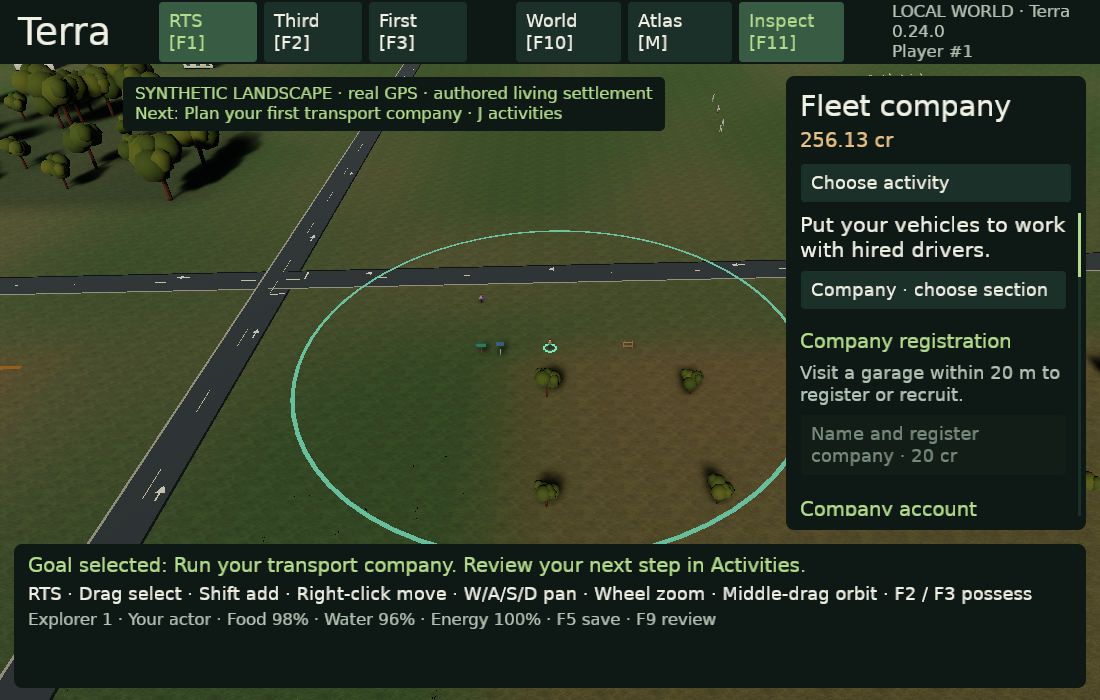 Terra
RTS
[F1]
Third
[F2]
First
[F3]
World
[F10]
Atlas
[M]
Inspect
[F11]
LOCAL WORLD · Terra
0.24.0
Player #1
SYNTHETIC LANDSCAPE · real GPS · authored living settlement
Next: Plan your first transport company · J activities
Fleet company
256.13 cr
Choose activity
Put your vehicles to work
with hired drivers.
Company · choose section
Company registration
Visit a garage within 20 m to
register or recruit.
Name and register
company · 20 cr
Company account
Goal selected: Run your transport company. Review your next step in Activities.
RTS · Drag select · Shift add · Right-click move · W/A/S/D pan · Wheel zoom · Middle-drag orbit · F2 / F3 possess
Explorer 1 · Your actor · Food 98% · Water 96% · Energy 100% · F5 save · F9 review